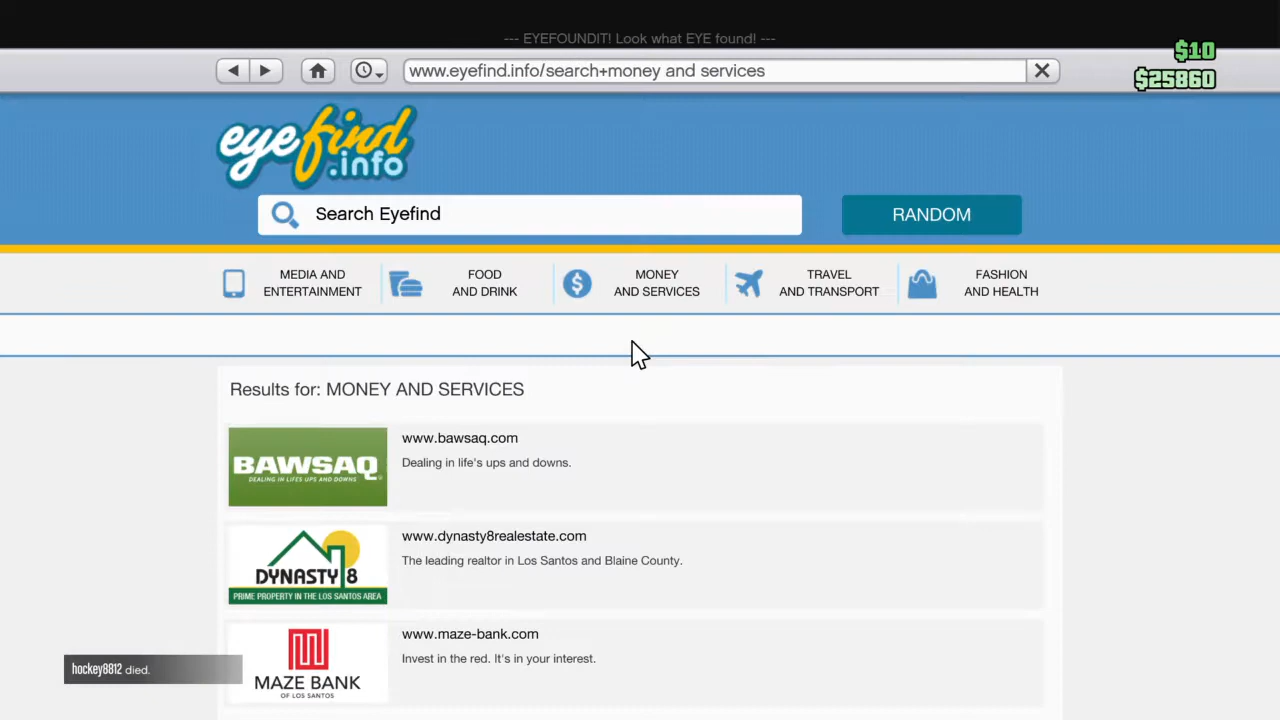 --- EYEFOUNDIT! Look what EYE found! ---
$10
www.eyefind.info/search+money and services
$25860
eyefind
.info
Search Eyefind
RANDOM
MEDIA AND
ENTERTAINMENT
FOOD
AND DRINK
MONEY
AND SERVICES
TRAVEL
AND TRANSPORT
FASHION
AND HEALTH
Results for: MONEY AND SERVICES
BAWSAQ
DEALING IN LIFES UPS AND DOWNS
www.bawsaq.com
Dealing in life's ups and downs.
DYNASTY 8
PRIME PROPERTY IN THE LOS SANTOS AREA
www.dynasty8realestate.com
The leading realtor in Los Santos and Blaine County.
MAZE BANK
OF LOS SANTOS
www.maze-bank.com
Invest in the red. It's in your interest.
hockey8812 died.